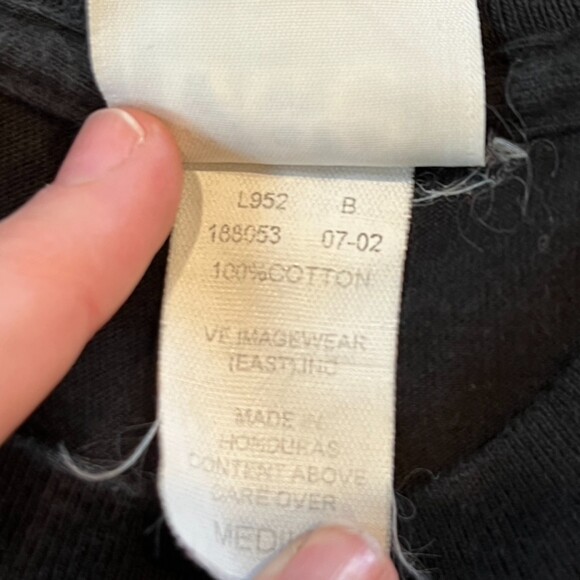 L952 B
188053 07-02
100%COTTON
VF IMAGEWEAR
(EAST) INC
MADE IN
HONDURAS
CONTENT ABOVE
CARE OVER